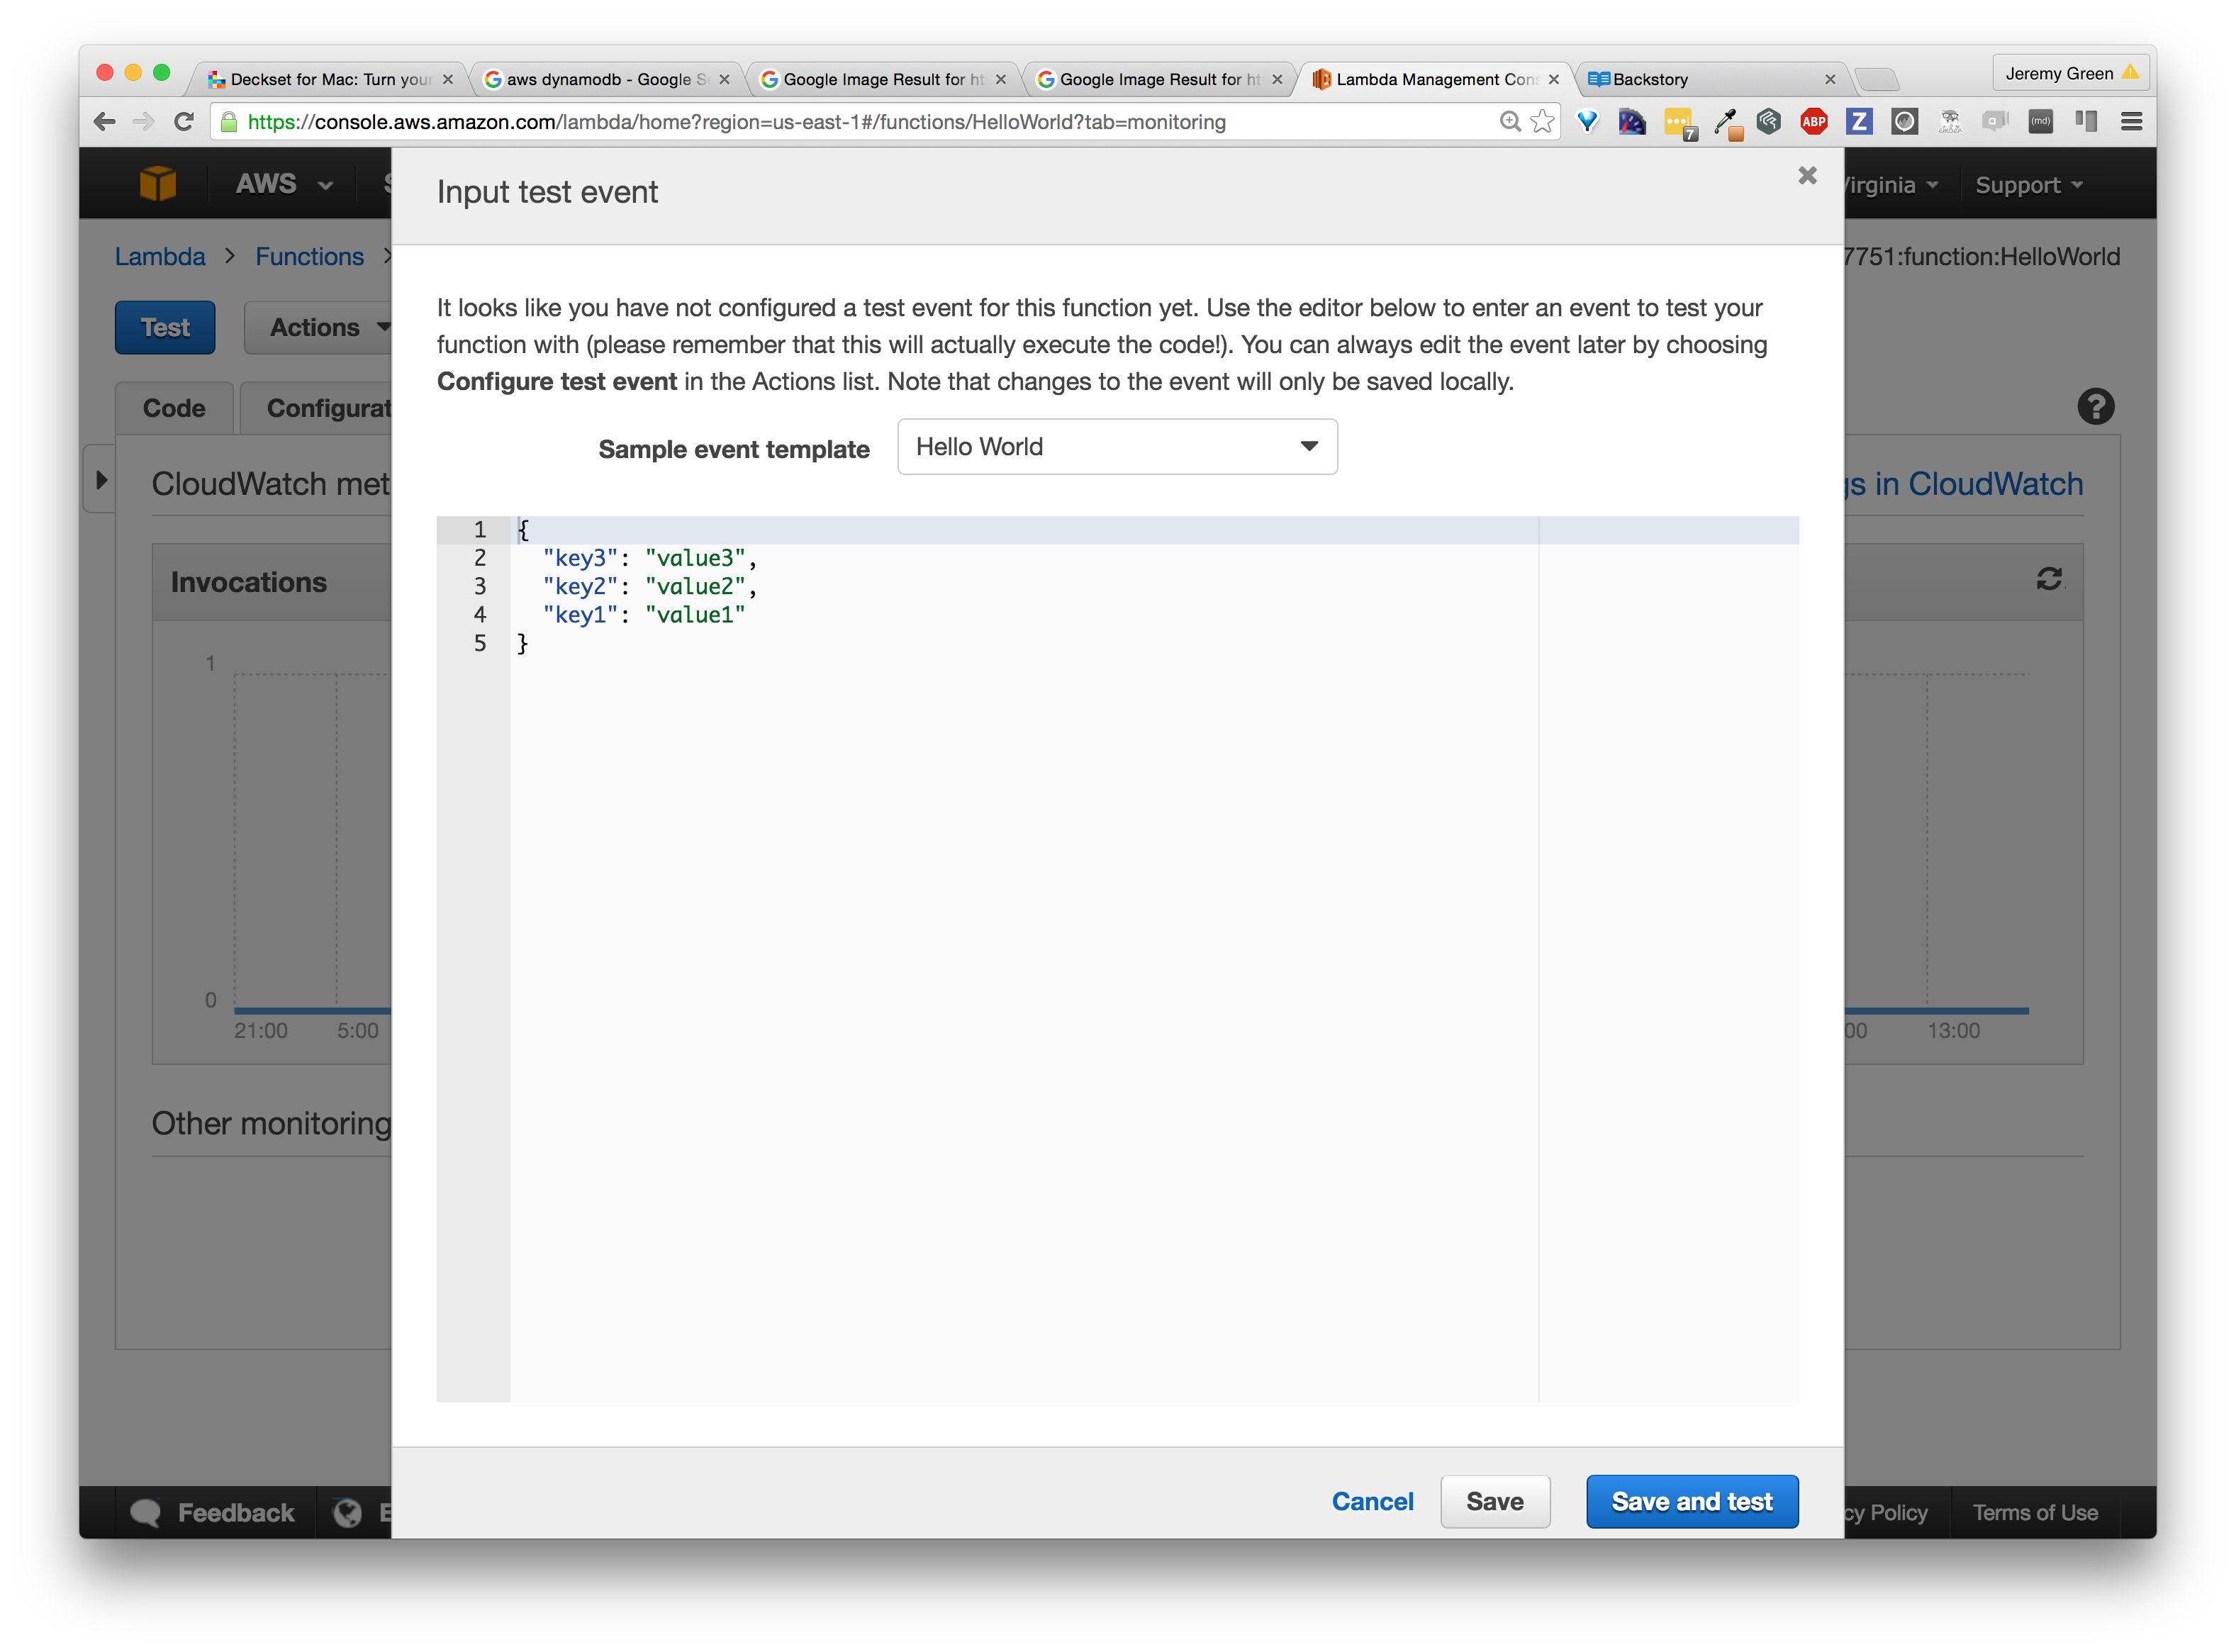 Deckset for Mac: Turn your
aws dynamodb - Google S
Google Image Result for ht
Google Image Result for ht
Lambda Management Con
Backstory
Jeremy Green
https://console.aws.amazon.com/lambda/home?region=us-east-1#/functions/HelloWorld?tab=monitoring
7
ABP
Z
ember
a
(md)
AWS
Input test event
Virginia
Support
Lambda > Functions >
7751:function:HelloWorld
Test
Actions
It looks like you have not configured a test event for this function yet. Use the editor below to enter an event to test your
function with (please remember that this will actually execute the code!). You can always edit the event later by choosing
Configure test event in the Actions list. Note that changes to the event will only be saved locally.
Code
Configurat
?
Sample event template
Hello World
CloudWatch met
gs in CloudWatch
Invocations
1 {
2 "key3": "value3",
3 "key2": "value2",
4 "key1": "value1"
5 }
1
0
21:00
5:00
00
13:00
Other monitoring
Feedback
E
Cancel
Save
Save and test
cy Policy
Terms of Use